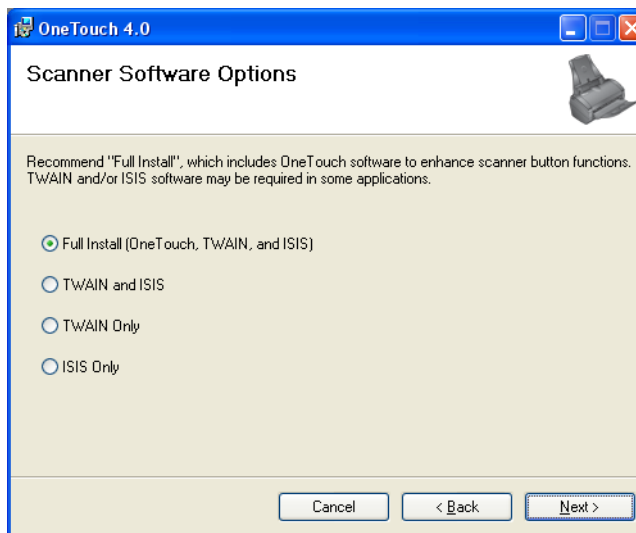 OneTouch 4.0
Scanner Software Options
Recommend "Full Install", which includes OneTouch software to enhance scanner button functions.
TWAIN and/or ISIS software may be required in some applications.
Full Install (OneTouch, TWAIN, and ISIS)
TWAIN and ISIS
TWAIN Only
ISIS Only
Cancel
< Back
Next >